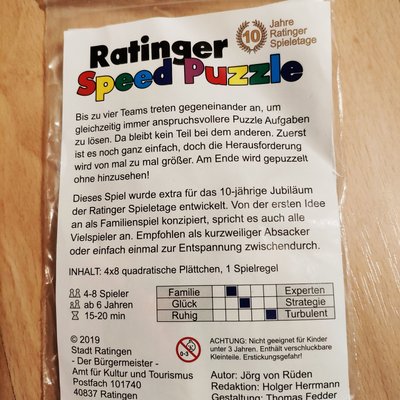 Ratinger
Speed Puzzle
10
Jahre
Ratinger
Spieletage
Bis zu vier Teams treten gegeneinander an, um
gleichzeitig immer anspruchsvollere Puzzle Aufgaben
zu lösen. Da bleibt kein Teil bei dem anderen. Zuerst
ist es noch ganz einfach, doch die Herausforderung
wird von mal zu mal größer. Am Ende wird gepuzzelt
ohne hinzusehen!
Dieses Spiel wurde extra für das 10-jährige Jubiläum
der Ratinger Spieletage entwickelt. Von der ersten Idee
an als Familienspiel konzipiert, spricht es auch alle
Vielspieler an. Empfohlen als kurzweiliger Absacker
oder einfach einmal zur Entspannung zwischendurch.
INHALT: 4x8 quadratische Plättchen, 1 Spielregel
4-8 Spieler
ab 6 Jahren
15-20 min
Familie Experten
Glück Strategie
Ruhig Turbulent
© 2019
Stadt Ratingen
- Der Bürgermeister -
Amt für Kultur und Tourismus
Postfach 101740
40837 Ratingen
0-3
ACHTUNG: Nicht geeignet für Kinder
unter 3 Jahren. Enthält verschluckbare
Kleinteile. Erstickungsgefahr!
Autor: Jörg von Rüden
Redaktion: Holger Herrmann
Gestaltung: Thomas Fedder